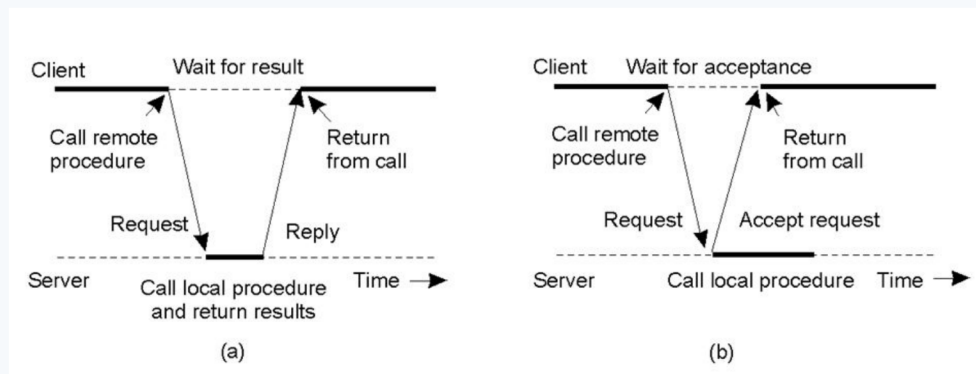 Client
Wait for result
Call remote
procedure
Return
from call
Request
Reply
Server
Call local procedure
and return results
Time
(a)
Client
Wait for acceptance
Call remote
procedure
Return
from call
Request
Accept request
Server
Call local procedure
Time
(b)